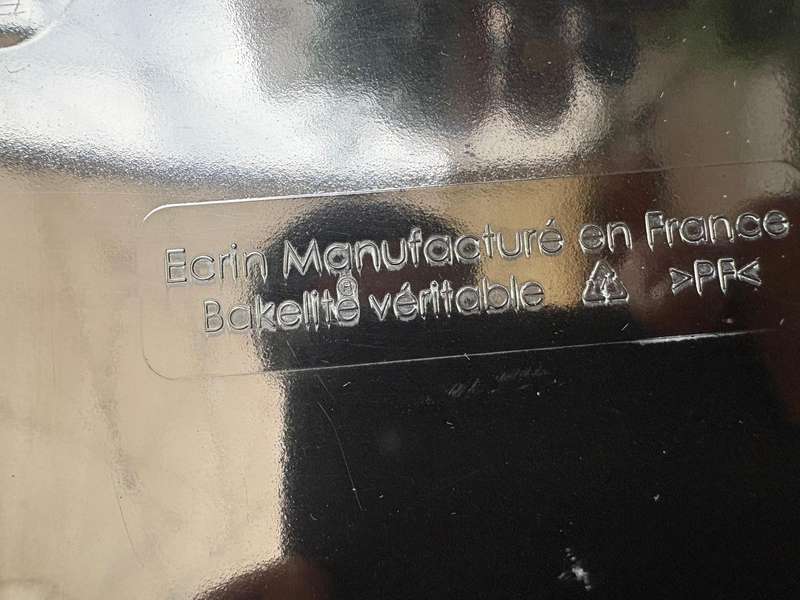 Ecrin Manufacturé en France
Bakelite® véritable >PF<